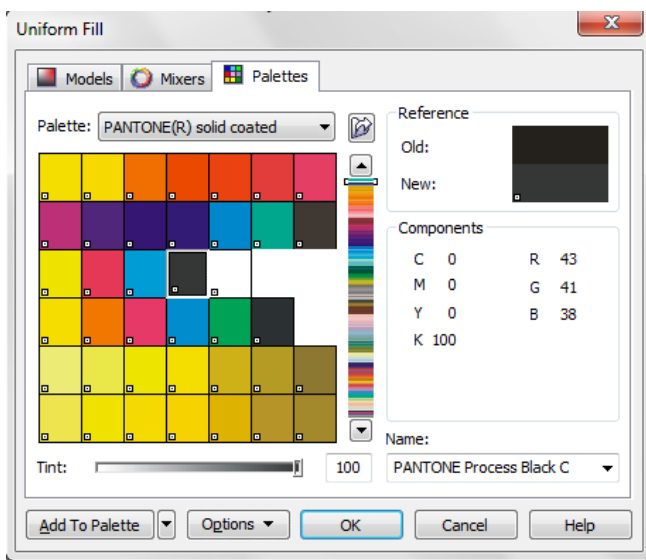 Uniform Fill
Models Mixers Palettes
Palette: PANTONE(R) solid coated
Reference
Old:
New:
Components
C 0 R 43
M 0 G 41
Y 0 B 38
K 100
Name:
Tint: 100 PANTONE Process Black C
Add To Palette Options OK Cancel Help